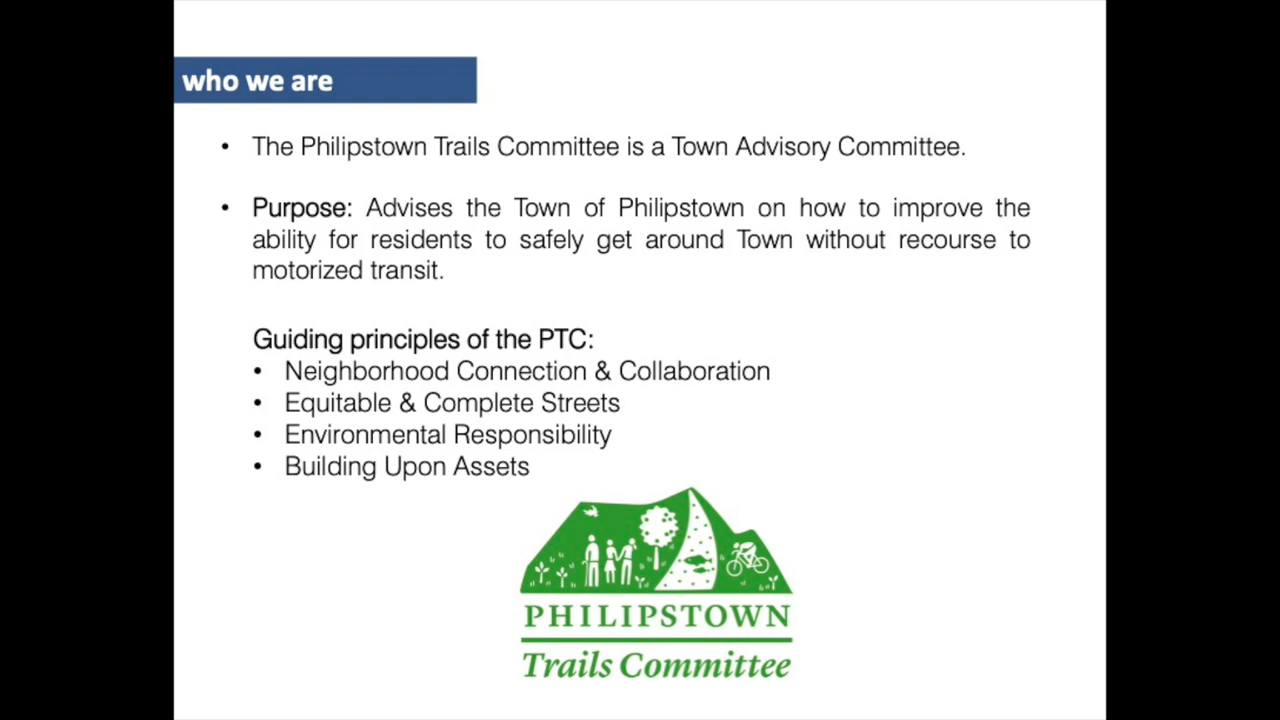 who we are
• The Philipstown Trails Committee is a Town Advisory Committee.
• Purpose: Advises the Town of Philipstown on how to improve the
ability for residents to safely get around Town without recourse to
motorized transit.
Guiding principles of the PTC:
• Neighborhood Connection & Collaboration
• Equitable & Complete Streets
• Environmental Responsibility
• Building Upon Assets
PHILIPSTOWN
Trails Committee